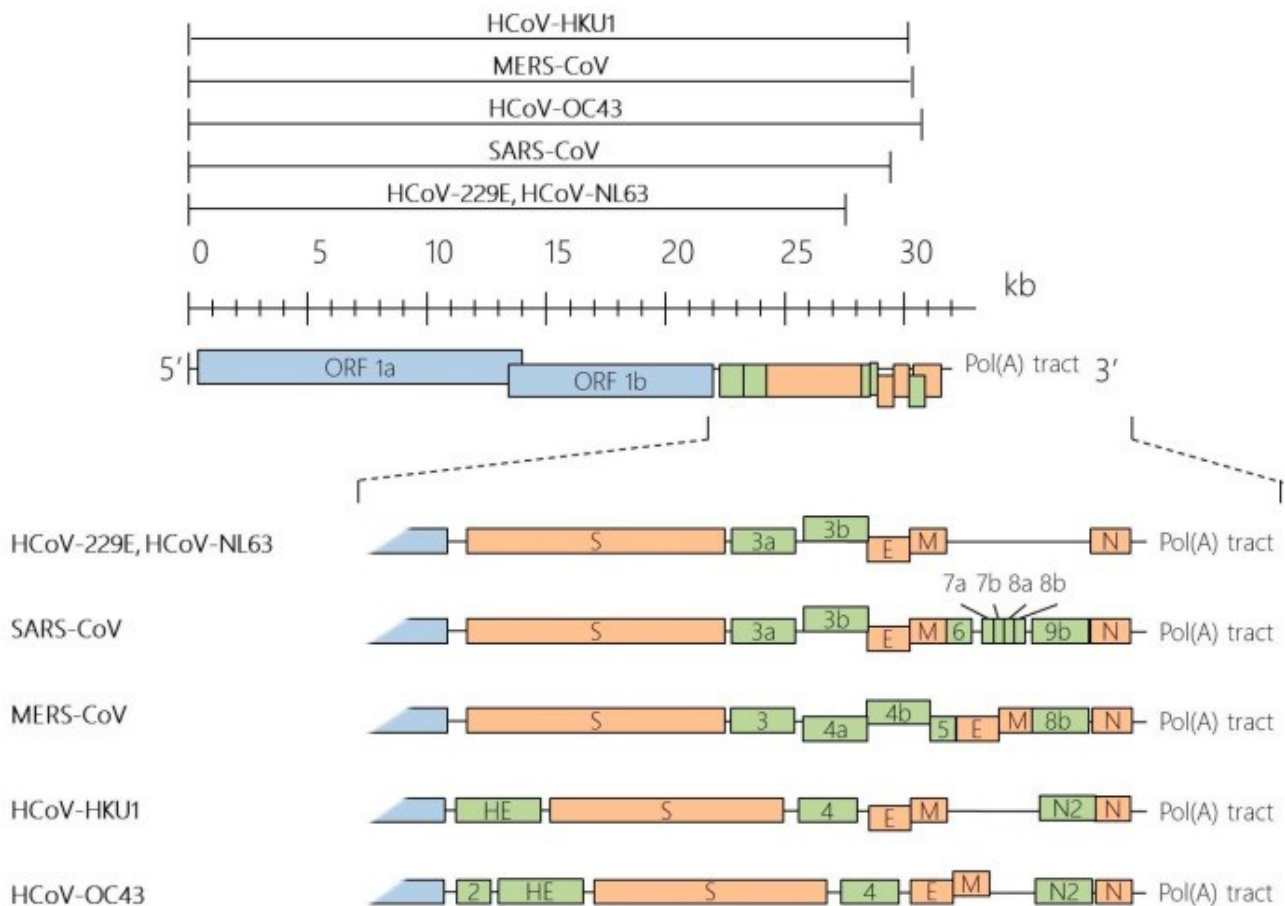 HCoV-HKU1
MERS-CoV
HCoV-OC43
SARS-CoV
HCoV-229E, HCoV-NL63
0 5 10 15 20 25 30
kb
5′ ORF 1a ORF 1b Pol(A) tract 3′
HCoV-229E, HCoV-NL63 S 3a 3b E M N Pol(A) tract
7a 7b 8a 8b
SARS-CoV S 3a 3b E M 6 9b N Pol(A) tract
MERS-CoV S 3 4a 4b 5 E M 8b N Pol(A) tract
HCoV-HKU1 HE S 4 E M N2 N Pol(A) tract
HCoV-OC43 2 HE S 4 E M N2 N Pol(A) tract